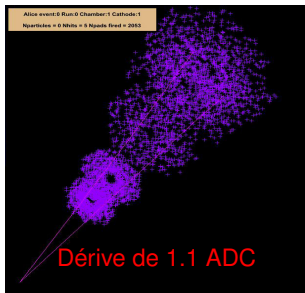 Alice event:0 Run:0 Chamber:1 Cathode:1
Nparticles = 0 Nhits = 5 Npads fired = 2053
Dérive de 1.1 ADC